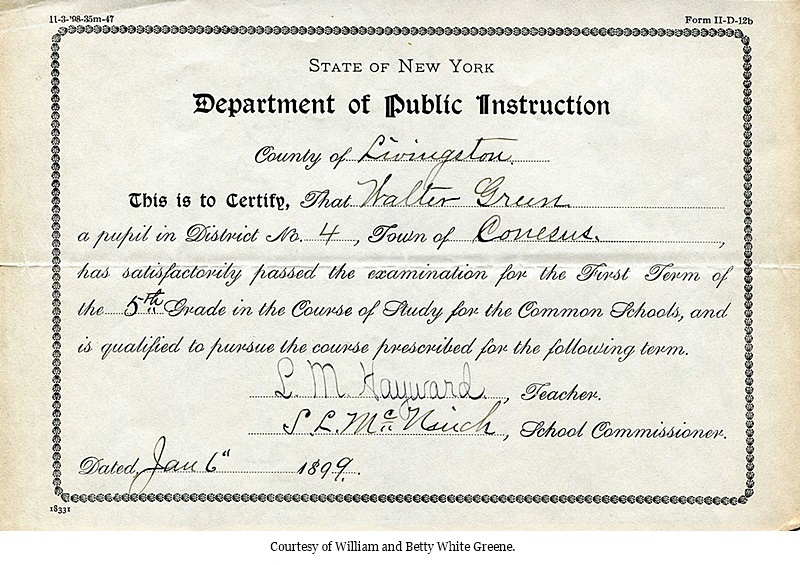 11-3-'98-35m-47
Form II-D-12b
STATE OF NEW YORK
Department of Public Instruction
County of Livingston.
This is to Certify, That Walter Green
a pupil in District No. 4, Town of Conesus.,
has satisfactorily passed the examination for the First Term of
the 5th Grade in the Course of Study for the Common Schools, and
is qualified to pursue the course prescribed for the following term.
L. M. Hayward, Teacher.
S. L. Mc, School Commissioner.
Dated, Jan 6" 1899.
18331
Courtesy of William and Betty White Greene.